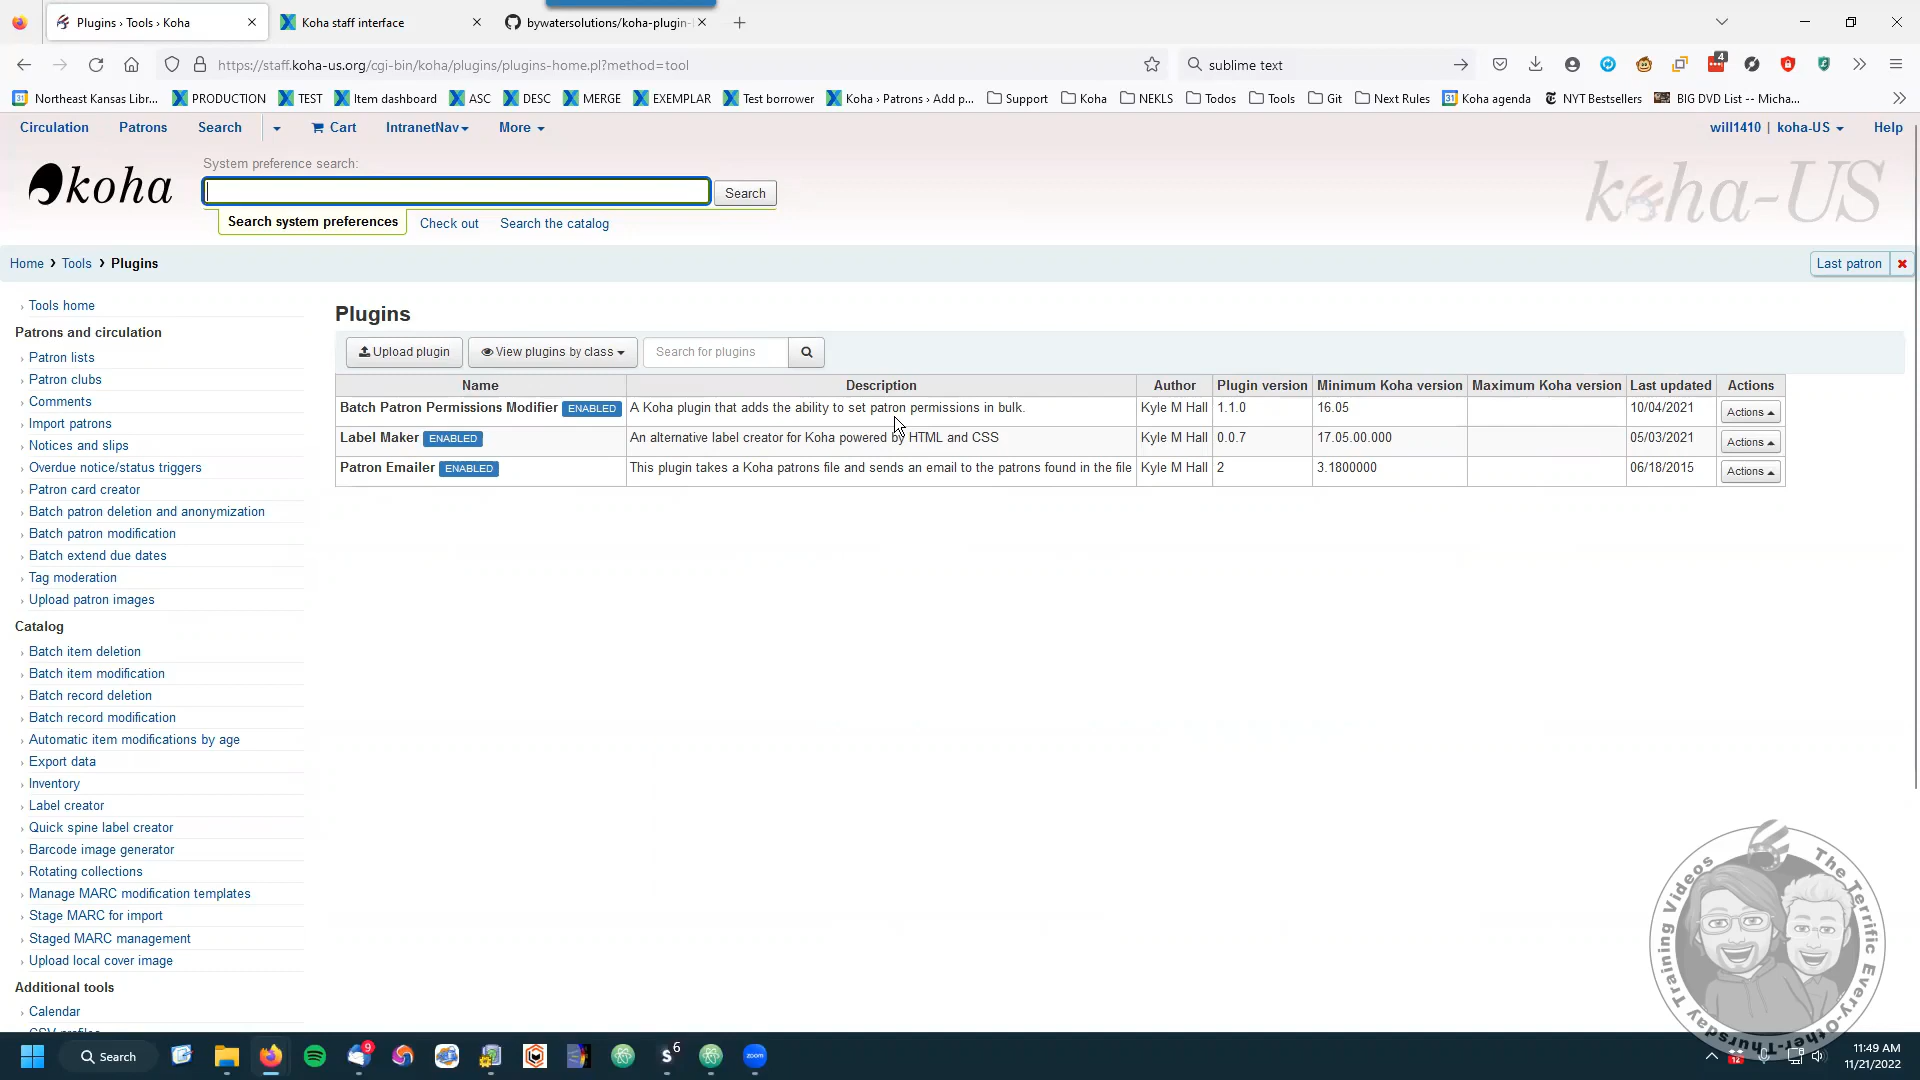 Plugins › Tools › Koha
Koha staff interface
bywatersolutions/koha-plugin-
https://staff.koha-us.org/cgi-bin/koha/plugins/plugins-home.pl?method=tool
sublime text
4
Northeast Kansas Libr...
PRODUCTION
TEST
Item dashboard
ASC
DESC
MERGE
EXEMPLAR
Test borrower
Koha › Patrons › Add p...
Support
Koha
NEKLS
Todos
Tools
Git
Next Rules
Koha agenda
NYT Bestsellers
BIG DVD List -- Micha...
Circulation
Patrons
Search
Cart
IntranetNav
More
will1410 | koha-US
Help
koha
System preference search:
Search
Search system preferences
Check out
Search the catalog
koha-US
Home › Tools › Plugins
Last patron
Tools home
Patrons and circulation
Patron lists
Patron clubs
Comments
Import patrons
Notices and slips
Overdue notice/status triggers
Patron card creator
Batch patron deletion and anonymization
Batch patron modification
Batch extend due dates
Tag moderation
Upload patron images
Catalog
Batch item deletion
Batch item modification
Batch record deletion
Batch record modification
Automatic item modifications by age
Export data
Inventory
Label creator
Quick spine label creator
Barcode image generator
Rotating collections
Manage MARC modification templates
Stage MARC for import
Staged MARC management
Upload local cover image
Additional tools
Calendar
CSV profiles
Plugins
Upload plugin
View plugins by class
Search for plugins
Name Description Author Plugin version Minimum Koha version Maximum Koha version Last updated Actions
Batch Patron Permissions Modifier ENABLED A Koha plugin that adds the ability to set patron permissions in bulk. Kyle M Hall 1.1.0 16.05 10/04/2021 Actions
Label Maker ENABLED An alternative label creator for Koha powered by HTML and CSS Kyle M Hall 0.0.7 17.05.00.000 05/03/2021 Actions
Patron Emailer ENABLED This plugin takes a Koha patrons file and sends an email to the patrons found in the file Kyle M Hall 2 3.1800000 06/18/2015 Actions
The Terrific Every-Other-Thursday Training Videos
Search
9
6
zoom
12
11:49 AM
11/21/2022